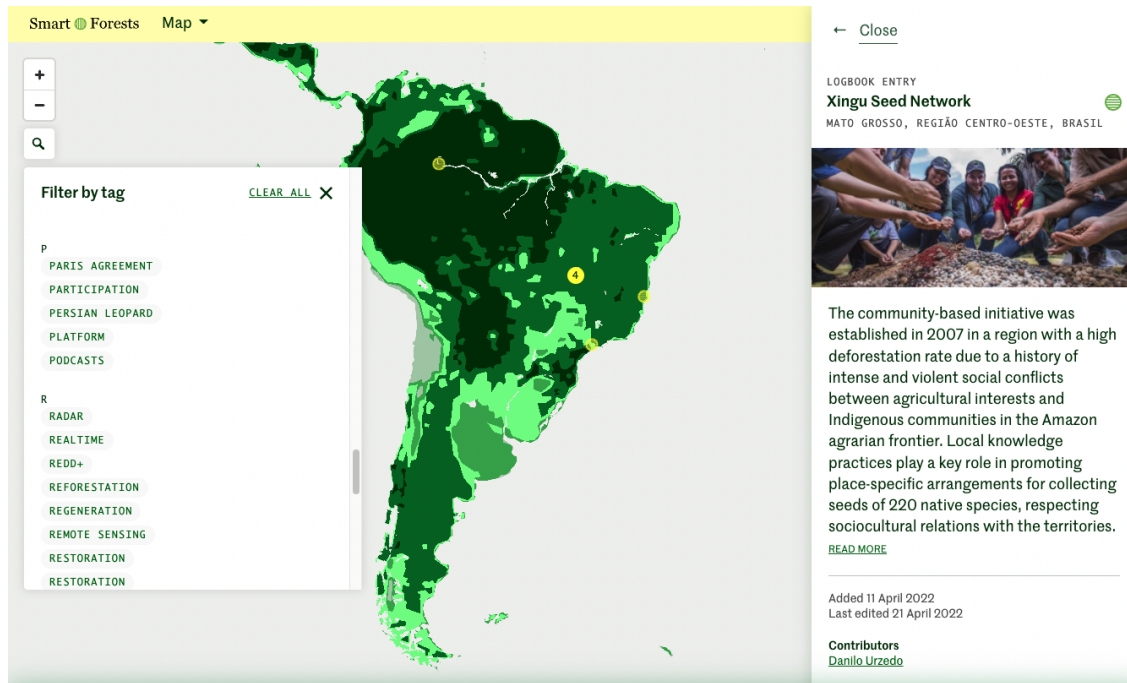 Smart Forests Map
+
−
Filter by tag CLEAR ALL
P
PARIS AGREEMENT
PARTICIPATION
PERSIAN LEOPARD
PLATFORM
PODCASTS
R
RADAR
REALTIME
REDD+
REFORESTATION
REGENERATION
REMOTE SENSING
RESTORATION
RESTORATION
4
← Close
LOGBOOK ENTRY
Xingu Seed Network
MATO GROSSO, REGIÃO CENTRO-OESTE, BRASIL
The community-based initiative was
established in 2007 in a region with a high
deforestation rate due to a history of
intense and violent social conflicts
between agricultural interests and
Indigenous communities in the Amazon
agrarian frontier. Local knowledge
practices play a key role in promoting
place-specific arrangements for collecting
seeds of 220 native species, respecting
sociocultural relations with the territories.
READ MORE
Added 11 April 2022
Last edited 21 April 2022
Contributors
Danilo Urzedo